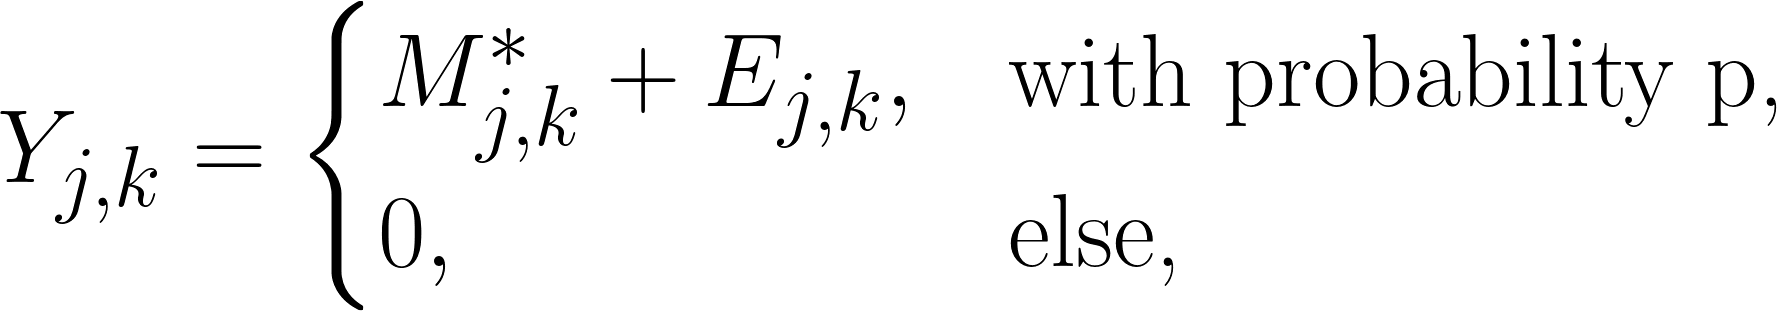 Y_{j,k} = \begin{cases} M^*_{j,k} + E_{j,k}, & \text{with probability p,} \\ 0, & \text{else,} \end{cases}